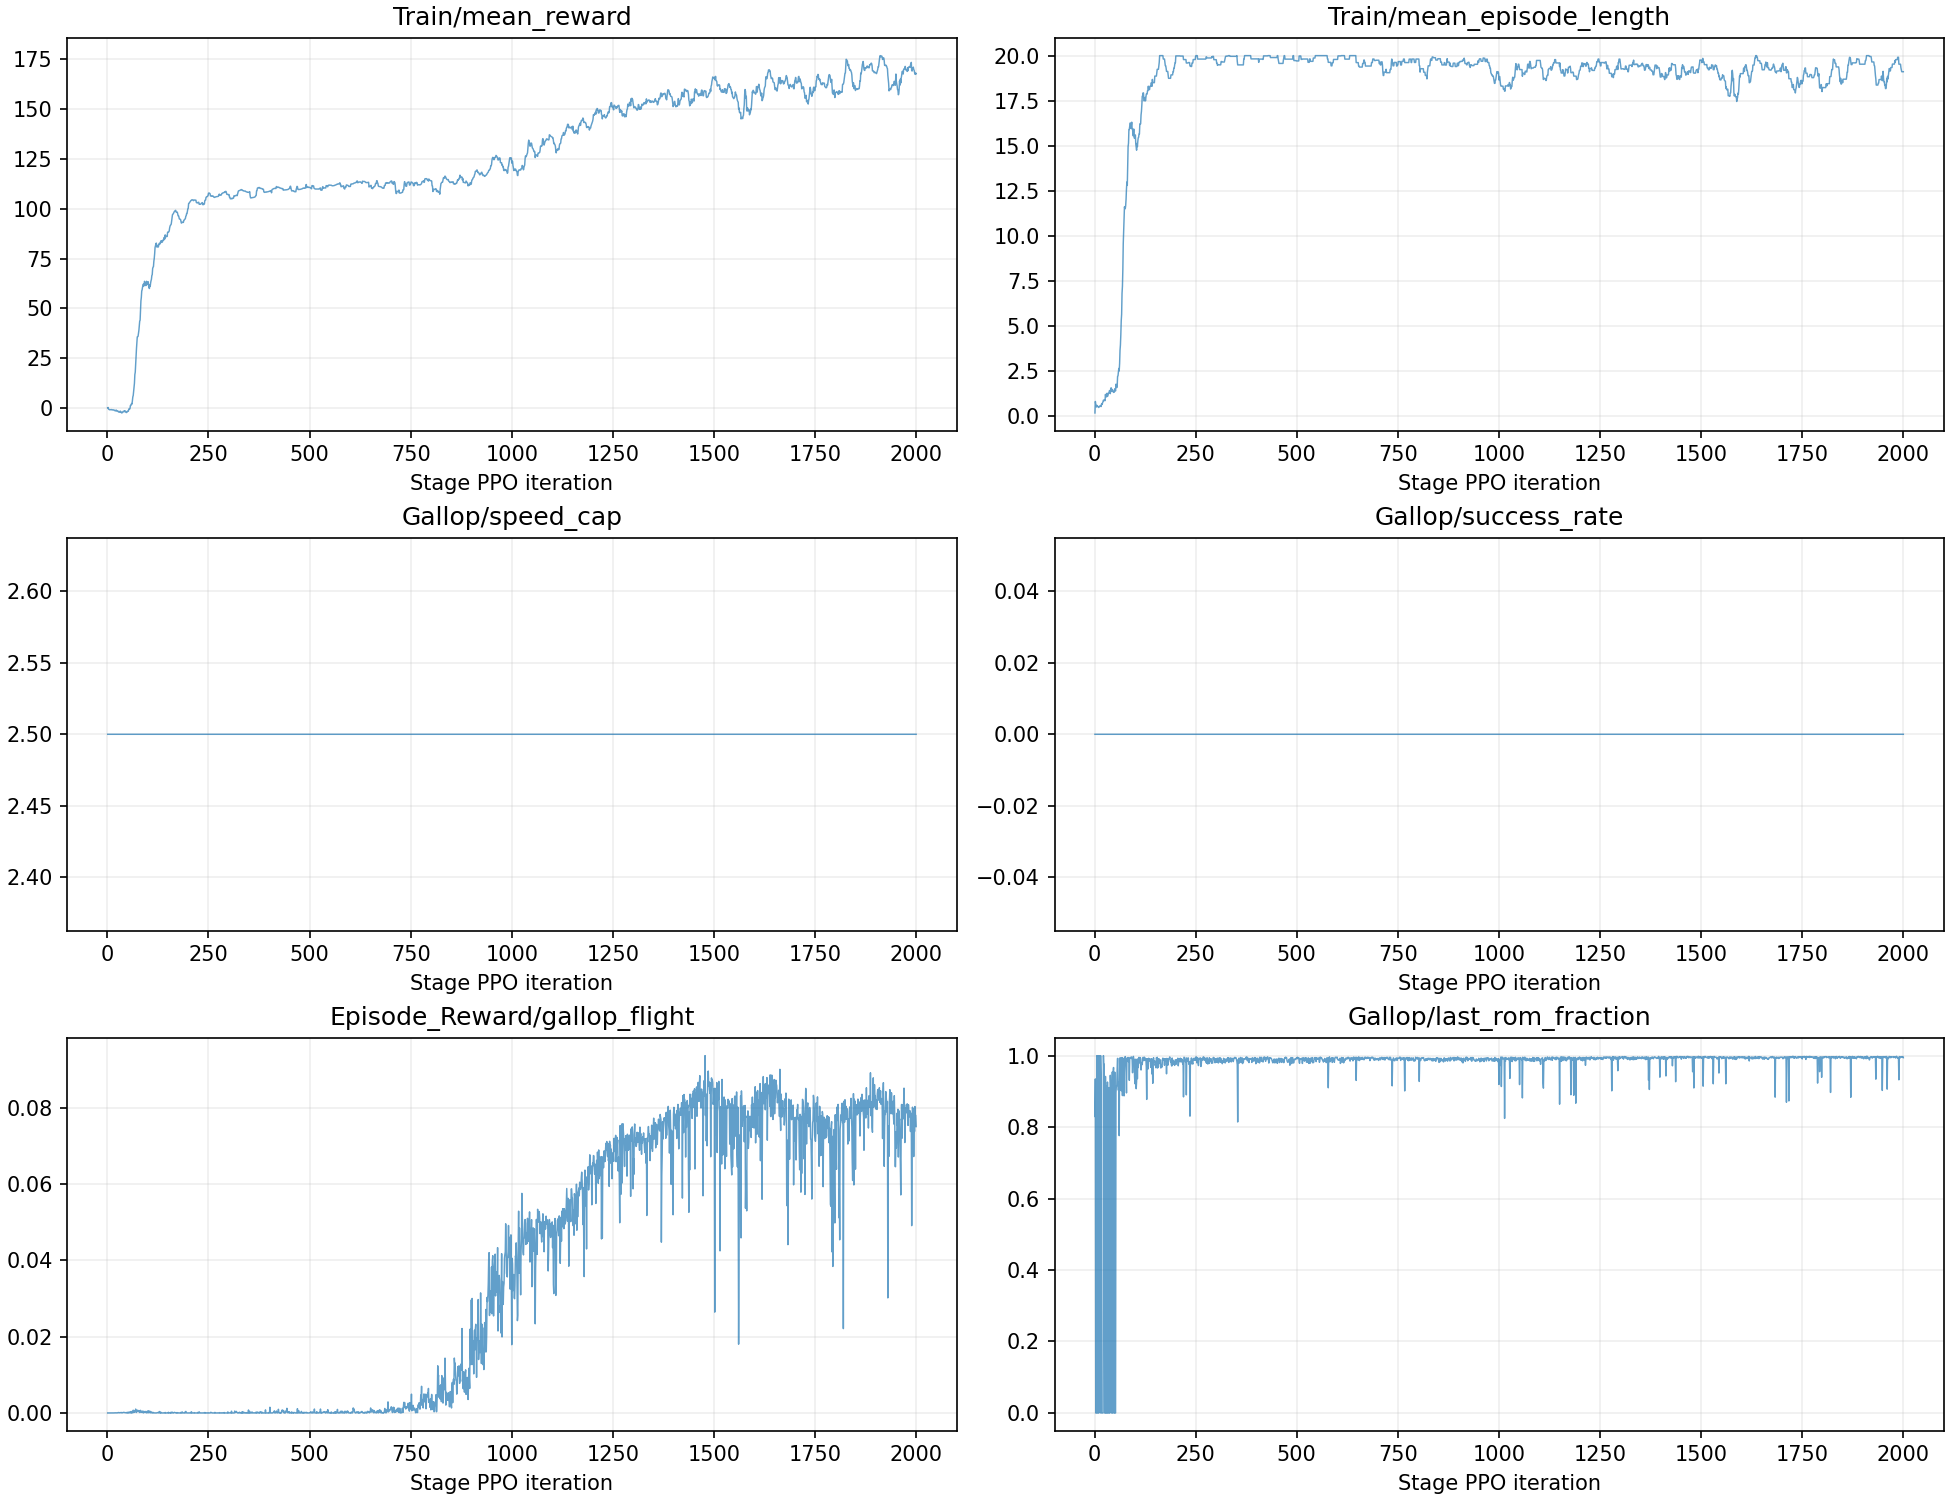 Train/mean_reward
175
150
125
100
75
50
25
0
0 250 500 750 1000 1250 1500 1750 2000
Stage PPO iteration
Train/mean_episode_length
20.0
17.5
15.0
12.5
10.0
7.5
5.0
2.5
0.0
0 250 500 750 1000 1250 1500 1750 2000
Stage PPO iteration
Gallop/speed_cap
2.60
2.55
2.50
2.45
2.40
0 250 500 750 1000 1250 1500 1750 2000
Stage PPO iteration
Gallop/success_rate
0.04
0.02
0.00
−0.02
−0.04
0 250 500 750 1000 1250 1500 1750 2000
Stage PPO iteration
Episode_Reward/gallop_flight
0.08
0.06
0.04
0.02
0.00
0 250 500 750 1000 1250 1500 1750 2000
Stage PPO iteration
Gallop/last_rom_fraction
1.0
0.8
0.6
0.4
0.2
0.0
0 250 500 750 1000 1250 1500 1750 2000
Stage PPO iteration